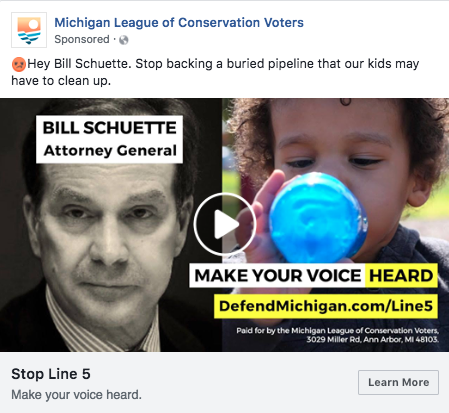 Michigan League of Conservation Voters
Sponsored ·
😡Hey Bill Schuette. Stop backing a buried pipeline that our kids may
have to clean up.
BILL SCHUETTE
Attorney General
MAKE YOUR VOICE HEARD
DefendMichigan.com/Line5
Paid for by the Michigan League of Conservation Voters,
3029 Miller Rd, Ann Arbor, MI 48103.
Stop Line 5
Make your voice heard.
Learn More